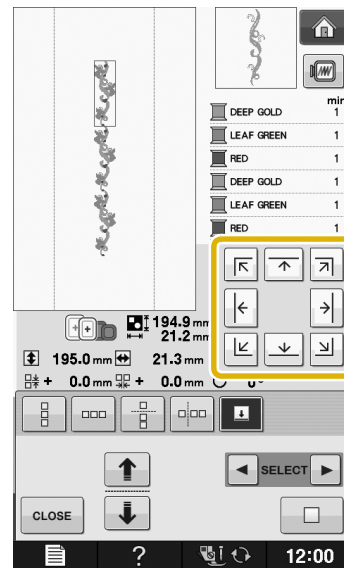 min
DEEP GOLD 1
LEAF GREEN 1
RED 1
DEEP GOLD 1
LEAF GREEN 1
RED 1
194.9 mm
21.2 mm
195.0 mm 21.3 mm
+ 0.0 mm + 0.0 mm 0°
SELECT
CLOSE
? 12:00